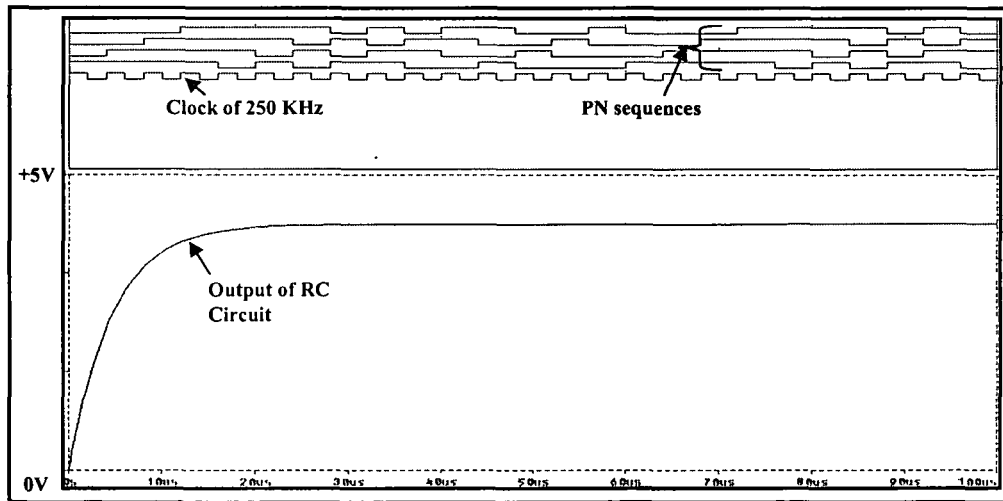 Clock of 250 KHz
PN sequences
+5V
Output of RC
Circuit
0V
0us 10us 20us 30us 40us 50us 60us 70us 80us 90us 100us